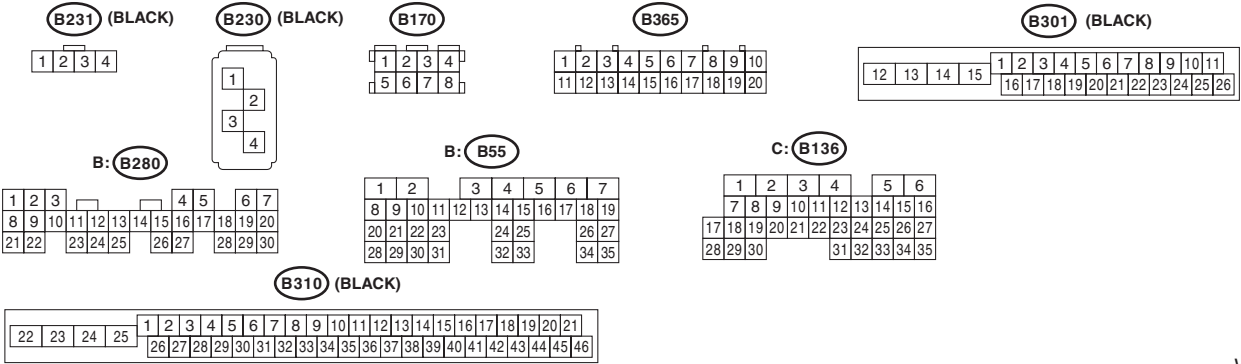 B231 (BLACK)
1 2 3 4
B230 (BLACK)
1
2
3
4
B170
1 2 3 4
5 6 7 8
B365
1 2 3 4 5 6 7 8 9 10
11 12 13 14 15 16 17 18 19 20
B301 (BLACK)
12 13 14 15
1 2 3 4 5 6 7 8 9 10 11
16 17 18 19 20 21 22 23 24 25 26
B: B280
1 2 3 4 5 6 7
8 9 10 11 12 13 14 15 16 17 18 19 20
21 22 23 24 25 26 27 28 29 30
B: B55
1 2 3 4 5 6 7
8 9 10 11 12 13 14 15 16 17 18 19
20 21 22 23 24 25 26 27
28 29 30 31 32 33 34 35
C: B136
1 2 3 4 5 6
7 8 9 10 11 12 13 14 15 16
17 18 19 20 21 22 23 24 25 26 27
28 29 30 31 32 33 34 35
B310 (BLACK)
22 23 24 25
1 2 3 4 5 6 7 8 9 10 11 12 13 14 15 16 17 18 19 20 21
26 27 28 29 30 31 32 33 34 35 36 37 38 39 40 41 42 43 44 45 46